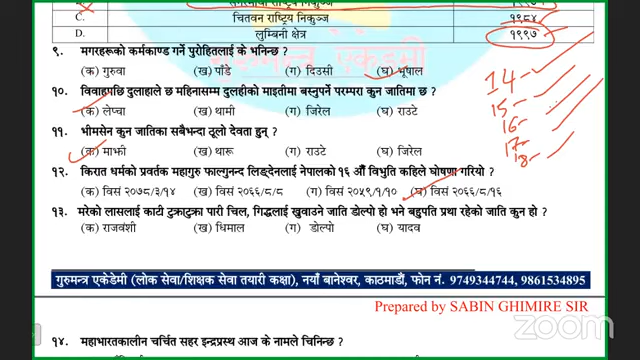 C. चितवन राष्ट्रिय निकुञ्ज १९८४
D. लुम्बिनी क्षेत्र १९९७
९. मगरहरूको कर्मकाण्ड गर्ने पुरोहितलाई के भनिन्छ ?
(क) गुरुवा (ख) पाँडे (ग) दिउसी (घ) भूषाल
१०. विवाहपछि दुलाहाले छ महिनासम्म दुलहीको माइतीमा बस्नुपर्ने परम्परा कुन जातिमा छ ?
(क) लेप्चा (ख) थामी (ग) जिरेल (घ) राउटे
११. भीमसेन कुन जातिका सबैभन्दा ठूलो देवता हुन् ?
(क) माझी (ख) थारू (ग) राउटे (घ) जिरेल
१२. किरात धर्मका प्रवर्तक महागुरु फाल्गुनन्द लिङ्देनलाई नेपालको १६ औँ विभुति कहिले घोषणा गरियो ?
(क) विसं २०७८/३/१४ (ख) विसं २०६६/८/८ (ग) विसं २०५९/१/१० (घ) विसं २०६६/८/१६
१३. मरेको लासलाई काटी टुक्राटुक्रा पारी चिल, गिद्धलाई खुवाउने जाति डोल्पो हो भने बहुपति प्रथा रहेको जाति कुन हो ?
(क) राजवंशी (ख) धिमाल (ग) डोल्पो (घ) यादव
14
15
16
17
18
गुरुमन्त्र एकेडेमी (लोक सेवा/शिक्षक सेवा तयारी कक्षा), नयाँ बानेश्वर, काठमाडौं, फोन नं. 9749344744, 9861534895
Prepared by SABIN GHIMIRE SIR
zoom
१४. महाभारतकालीन चर्चित सहर इन्द्रप्रस्थ आज के नामले चिनिन्छ ?